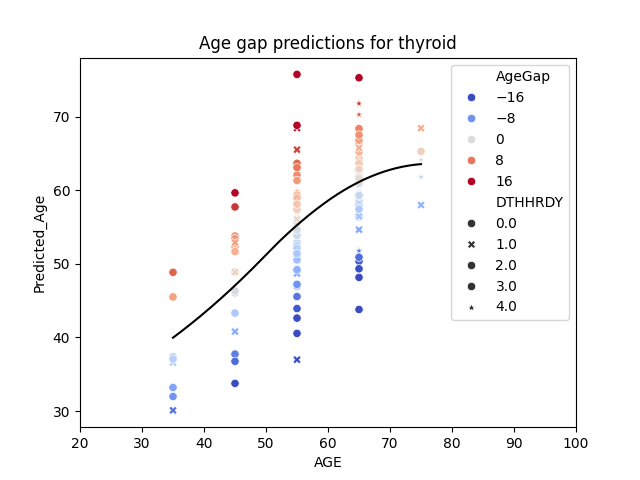 Age gap predictions for thyroid
Predicted_Age
70
60
50
40
30
20 30 40 50 60 70 80 90 100
AGE
AgeGap
−16
−8
0
8
16
DTHHRDY
0.0
1.0
2.0
3.0
4.0